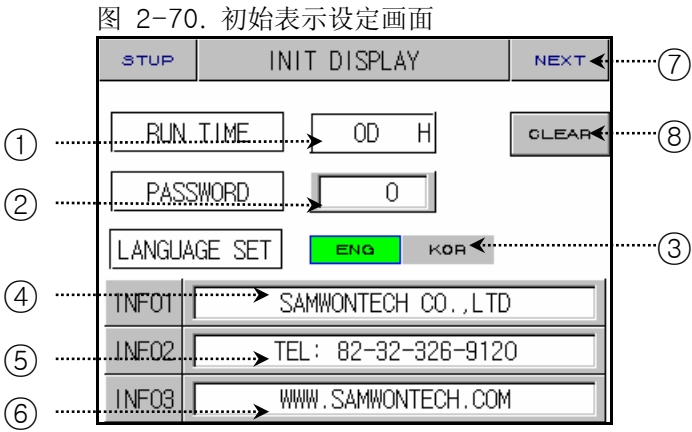 图 2-70. 初始表示设定画面
STUP INIT DISPLAY NEXT ⑦
① RUN TIME 0D H CLEAR ⑧
② PASSWORD 0
LANGUAGE SET ENG KOR ③
④ INFO1 SAMWONTECH CO.,LTD
⑤ INFO2 TEL: 82-32-326-9120
⑥ INFO3 WWW.SAMWONTECH.COM